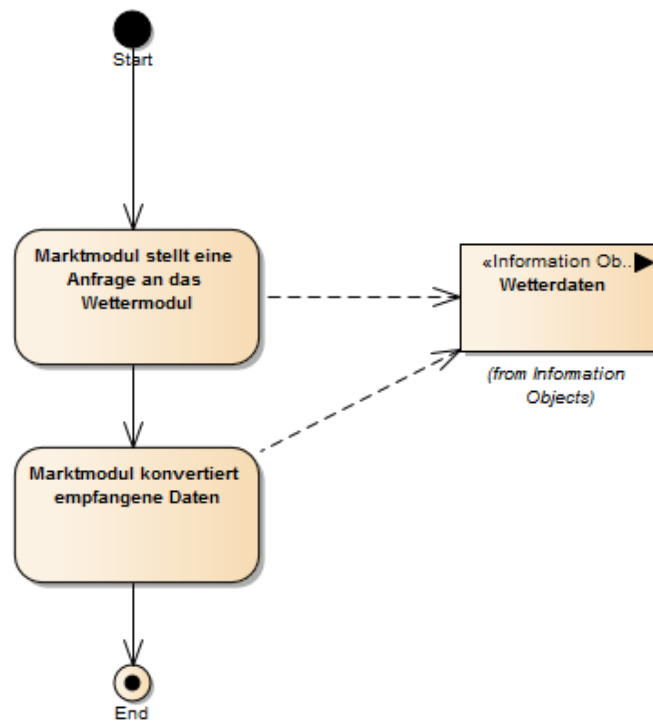 Start
Marktmodul stellt eine
Anfrage an das
Wettermodul
«Information Ob...
Wetterdaten
(from Information
Objects)
Marktmodul konvertiert
empfangene Daten
End